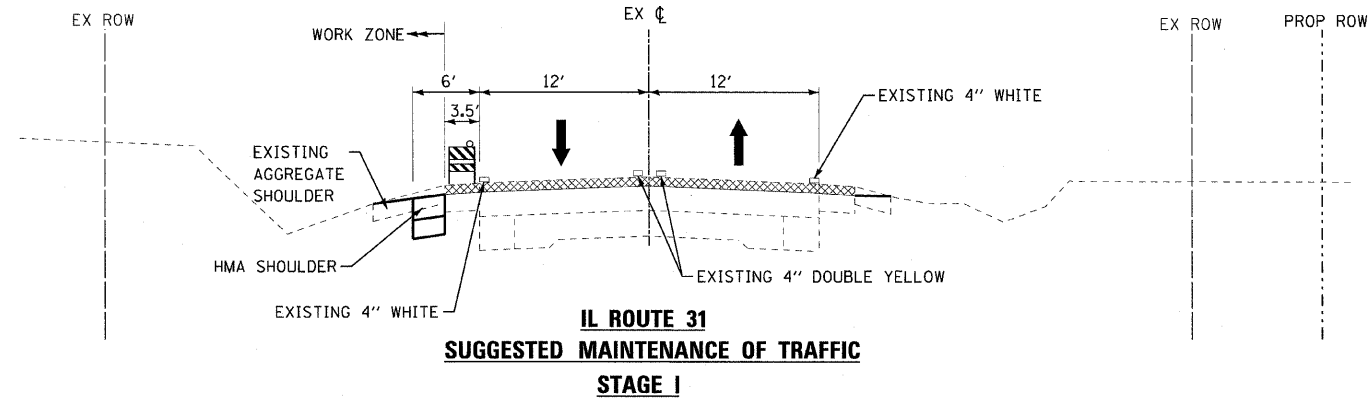 EX ROW
EX ℄
EX ROW
PROP ROW
WORK ZONE
6'
12'
12'
3.5'
EXISTING 4'' WHITE
EXISTING
AGGREGATE
SHOULDER
HMA SHOULDER
EXISTING 4'' DOUBLE YELLOW
EXISTING 4'' WHITE
IL ROUTE 31
SUGGESTED MAINTENANCE OF TRAFFIC
STAGE I